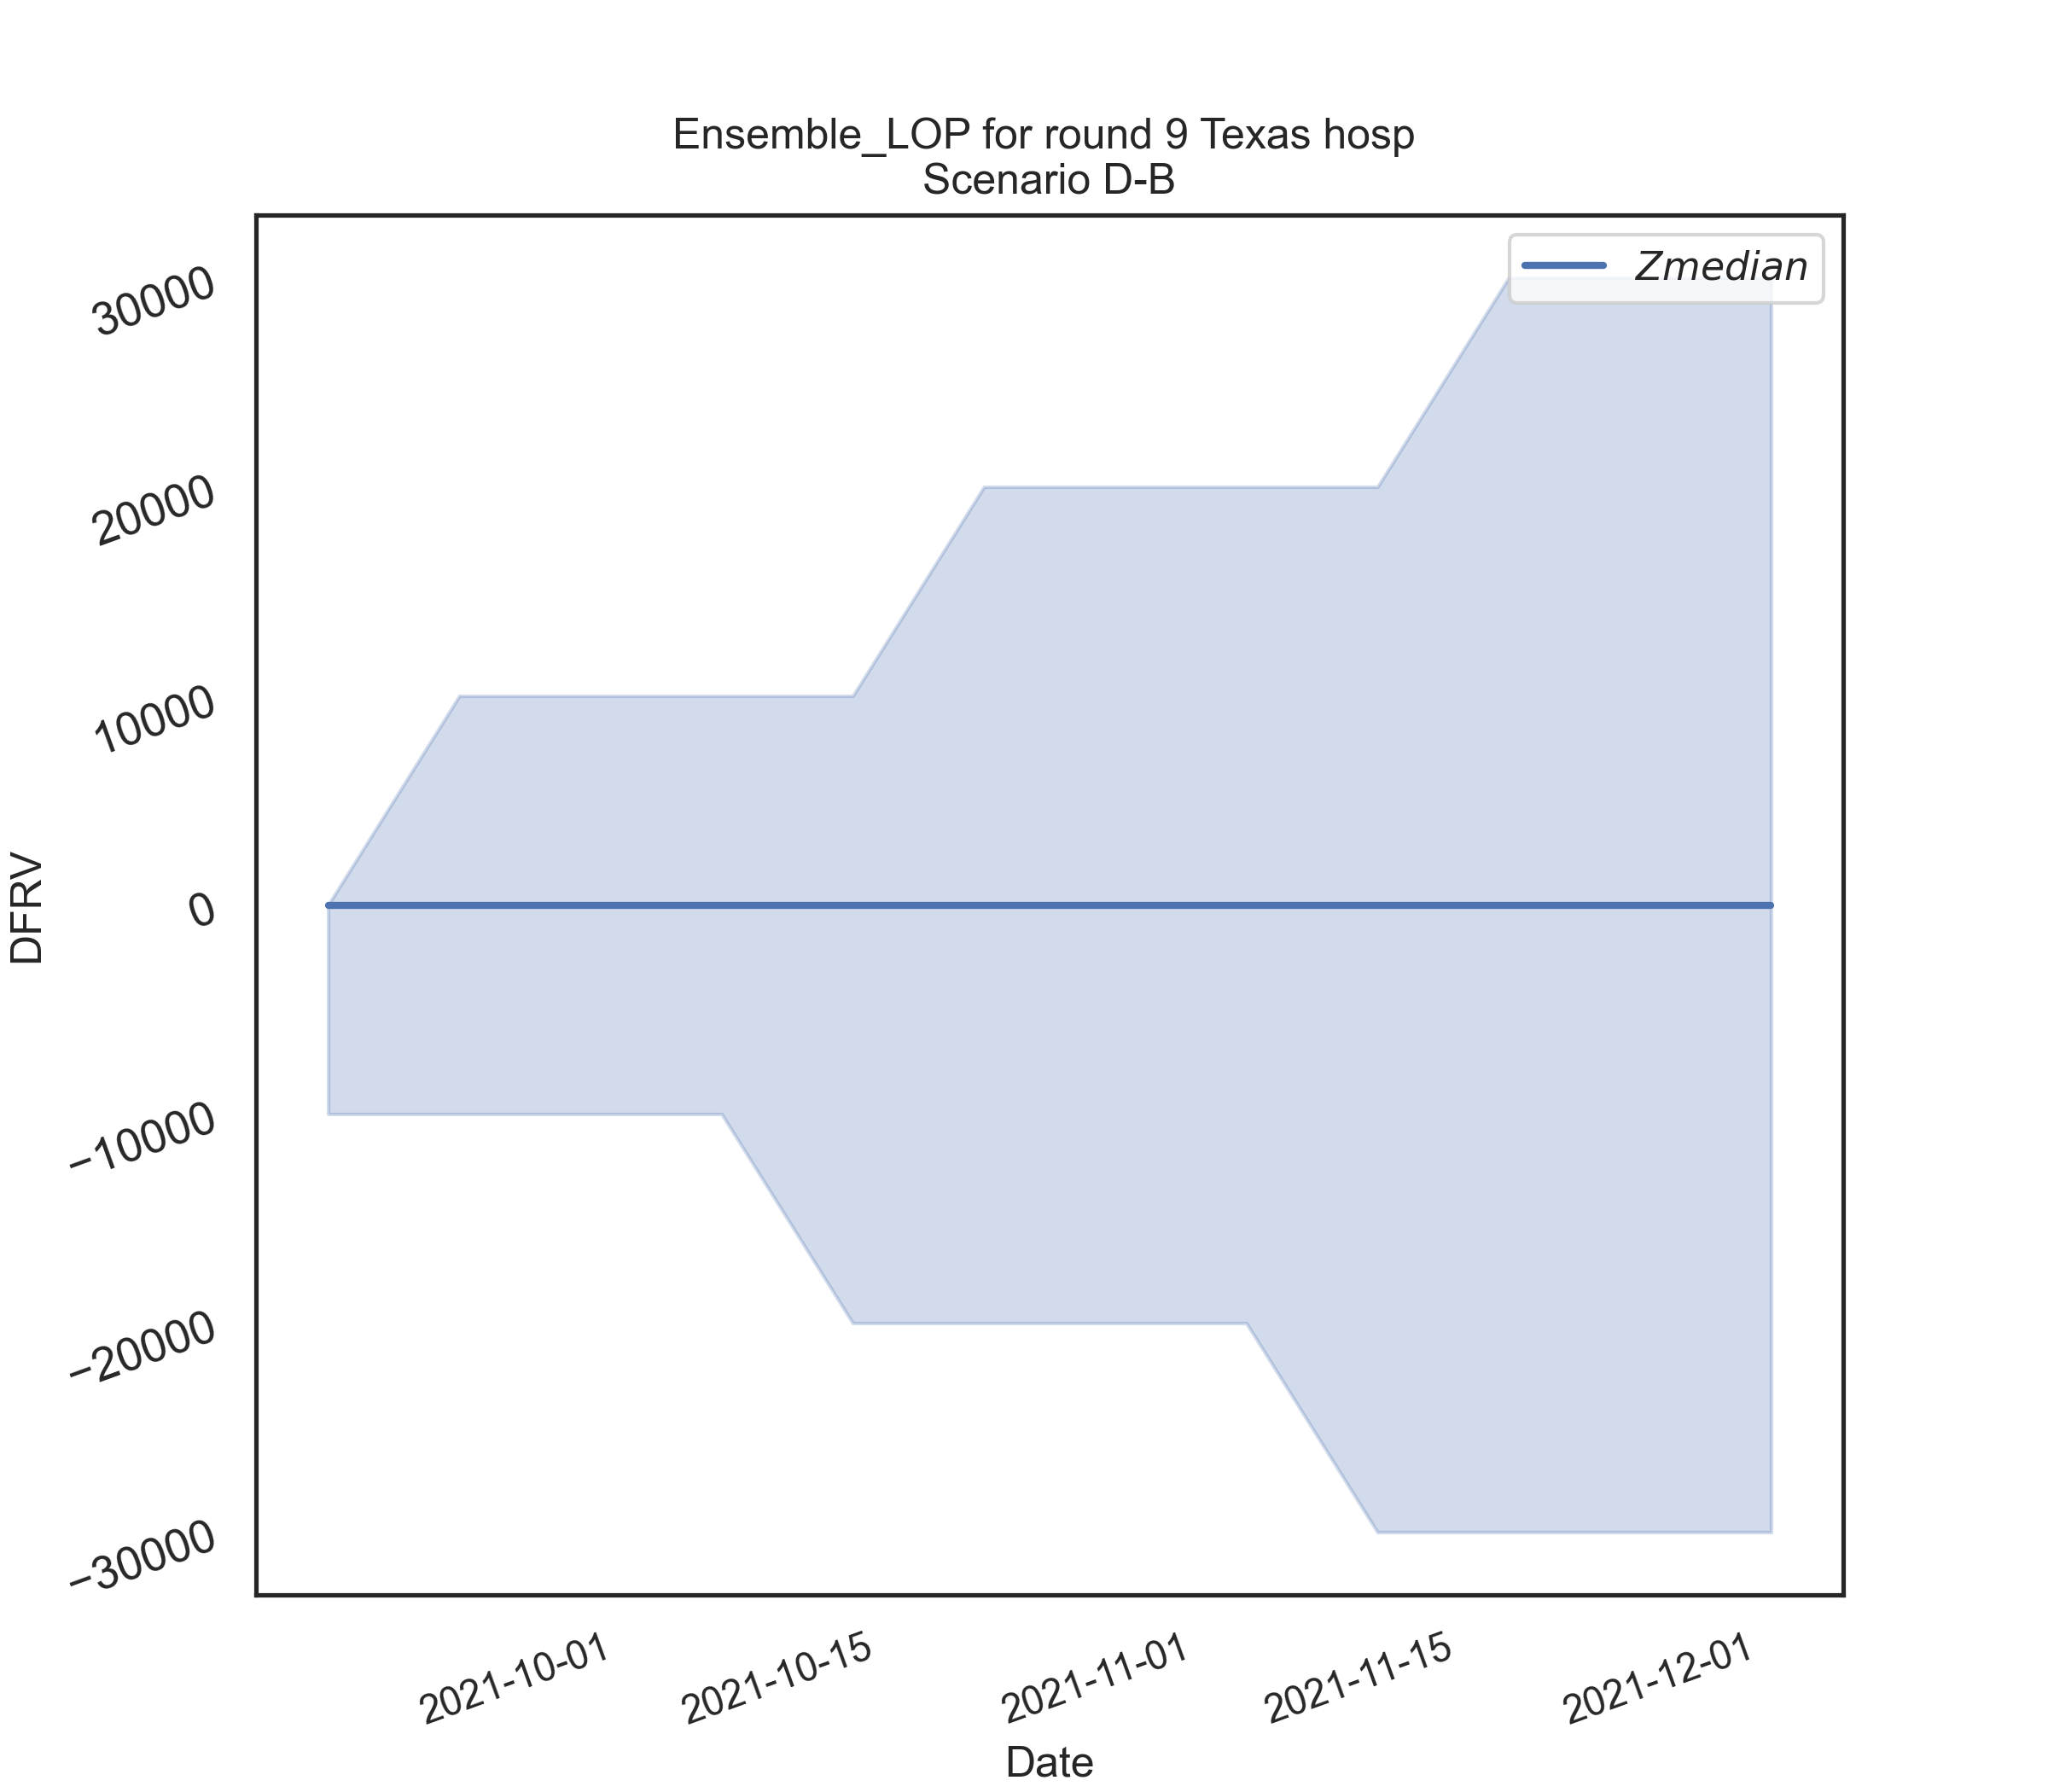 Ensemble_LOP for round 9 Texas hosp
Scenario D-B
Zmedian
30000
20000
10000
0
−10000
−20000
−30000
DFRV
2021-10-01
2021-10-15
2021-11-01
2021-11-15
2021-12-01
Date